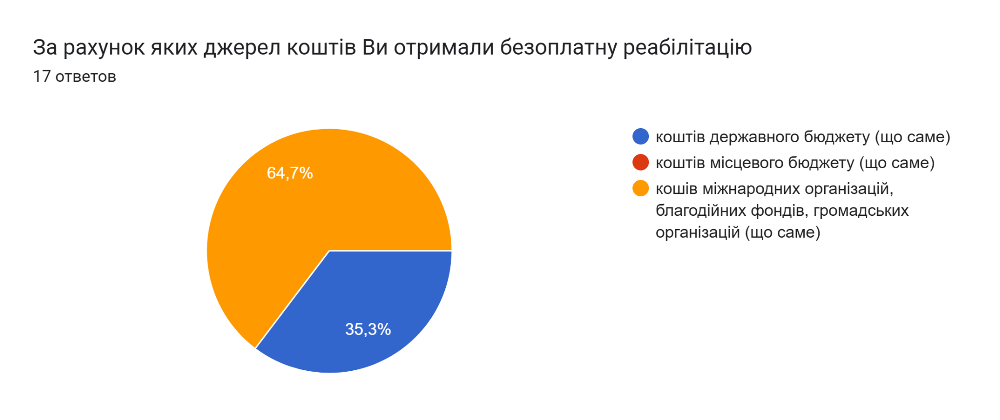 За рахунок яких джерел коштів Ви отримали безоплатну реабілітацію
17 ответов
64,7%
35,3%
коштів державного бюджету (що саме)
коштів місцевого бюджету (що саме)
кошів міжнародних організацій,
благодійних фондів, громадських
організацій (що саме)